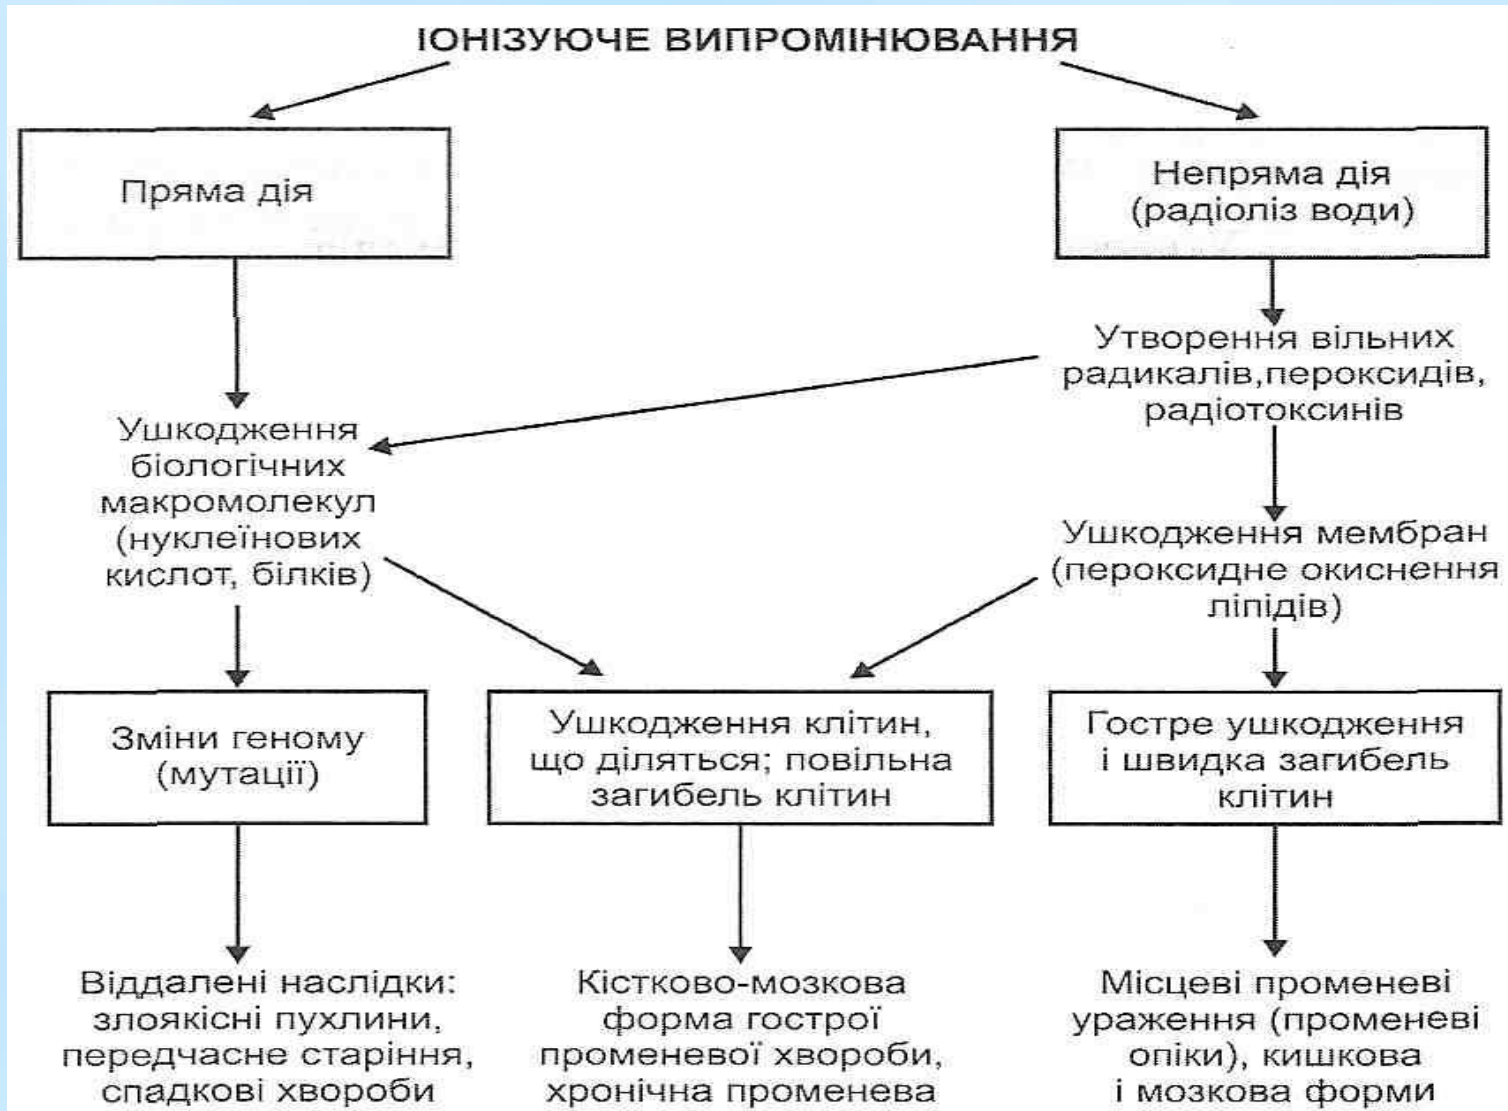 ІОНІЗУЮЧЕ ВИПРОМІНЮВАННЯ
Пряма дія
Непряма дія
(радіоліз води)
Утворення вільних
радикалів,пероксидів,
радіотоксинів
Ушкодження
біологічних
макромолекул
(нуклеїнових
кислот, білків)
Ушкодження мембран
(пероксидне окиснення
ліпідів)
Зміни геному
(мутації)
Ушкодження клітин,
що діляться; повільна
загибель клітин
Гостре ушкодження
і швидка загибель
клітин
Віддалені наслідки:
злоякісні пухлини,
передчасне старіння,
спадкові хвороби
Кістково-мозкова
форма гострої
променевої хвороби,
хронічна променева
Місцеві променеві
ураження (променеві
опіки), кишкова
і мозкова форми